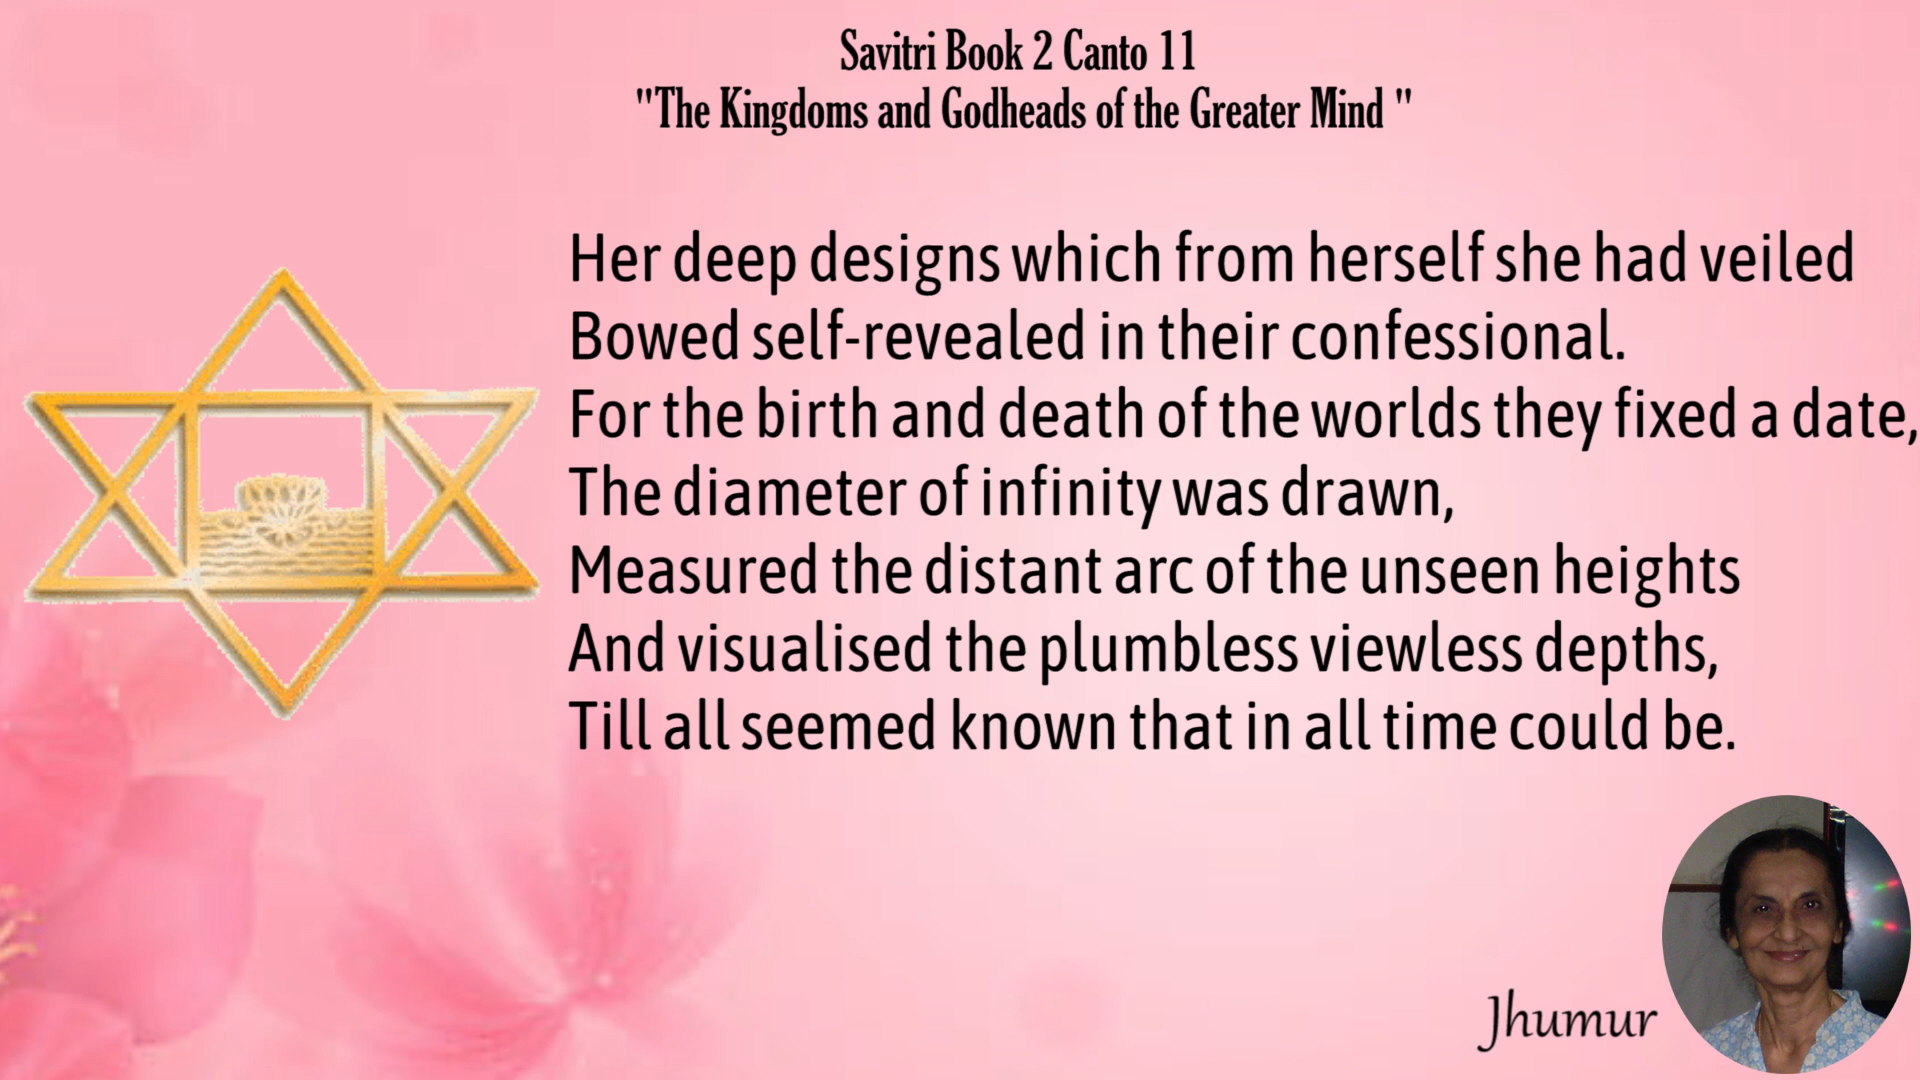 Savitri Book 2 Canto 11
"The Kingdoms and Godheads of the Greater Mind "
Her deep designs which from herself she had veiled
Bowed self-revealed in their confessional.
For the birth and death of the worlds they fixed a date,
The diameter of infinity was drawn,
Measured the distant arc of the unseen heights
And visualised the plumbless viewless depths,
Till all seemed known that in all time could be.
Jhumur